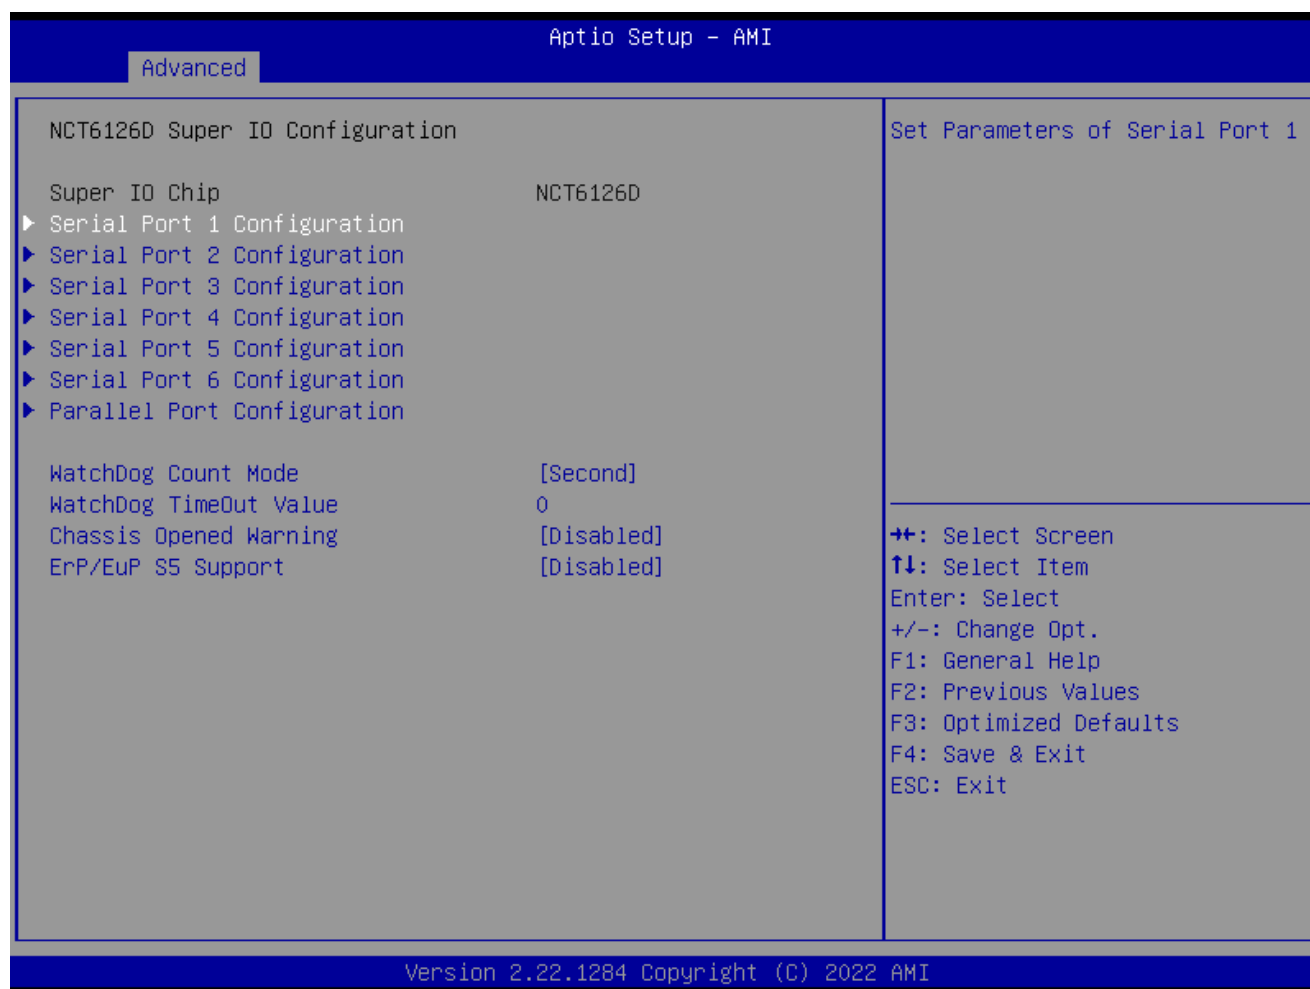 Aptio Setup – AMI
Advanced
NCT6126D Super IO Configuration
Super IO Chip NCT6126D
Serial Port 1 Configuration
Serial Port 2 Configuration
Serial Port 3 Configuration
Serial Port 4 Configuration
Serial Port 5 Configuration
Serial Port 6 Configuration
Parallel Port Configuration
WatchDog Count Mode [Second]
WatchDog TimeOut Value 0
Chassis Opened Warning [Disabled]
ErP/EuP S5 Support [Disabled]
Set Parameters of Serial Port 1
→←: Select Screen
↑↓: Select Item
Enter: Select
+/-: Change Opt.
F1: General Help
F2: Previous Values
F3: Optimized Defaults
F4: Save & Exit
ESC: Exit
Version 2.22.1284 Copyright (C) 2022 AMI